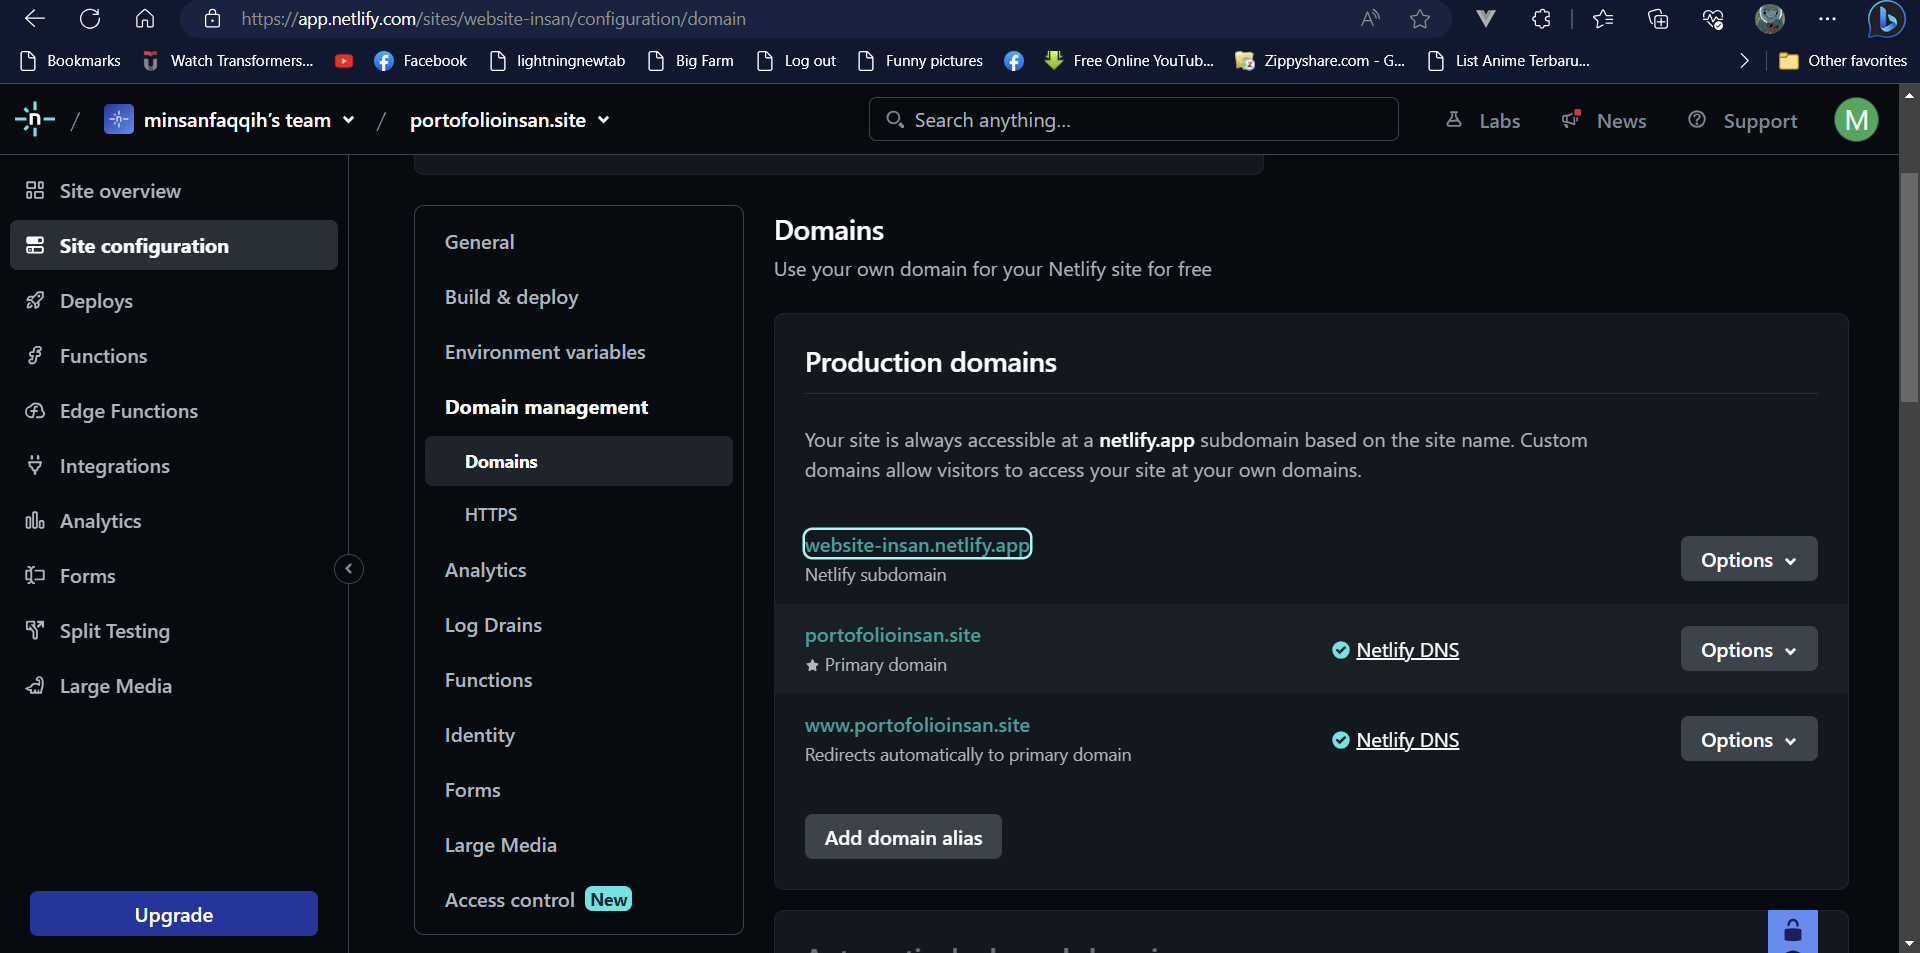 https://app.netlify.com/sites/website-insan/configuration/domain
Bookmarks
Watch Transformers...
Facebook
lightningnewtab
Big Farm
Log out
Funny pictures
Free Online YouTub...
Zippyshare.com - G...
List Anime Terbaru...
Other favorites
minsanfaqqih's team
/
portofolioinsan.site
Search anything...
Labs
News
Support
M
Site overview
Site configuration
Deploys
Functions
Edge Functions
Integrations
Analytics
Forms
Split Testing
Large Media
Upgrade
General
Build & deploy
Environment variables
Domain management
Domains
HTTPS
Analytics
Log Drains
Functions
Identity
Forms
Large Media
Access control New
Domains
Use your own domain for your Netlify site for free
Production domains
Your site is always accessible at a netlify.app subdomain based on the site name. Custom
domains allow visitors to access your site at your own domains.
website-insan.netlify.app
Netlify subdomain
Options
portofolioinsan.site
Primary domain
Netlify DNS
Options
www.portofolioinsan.site
Redirects automatically to primary domain
Netlify DNS
Options
Add domain alias